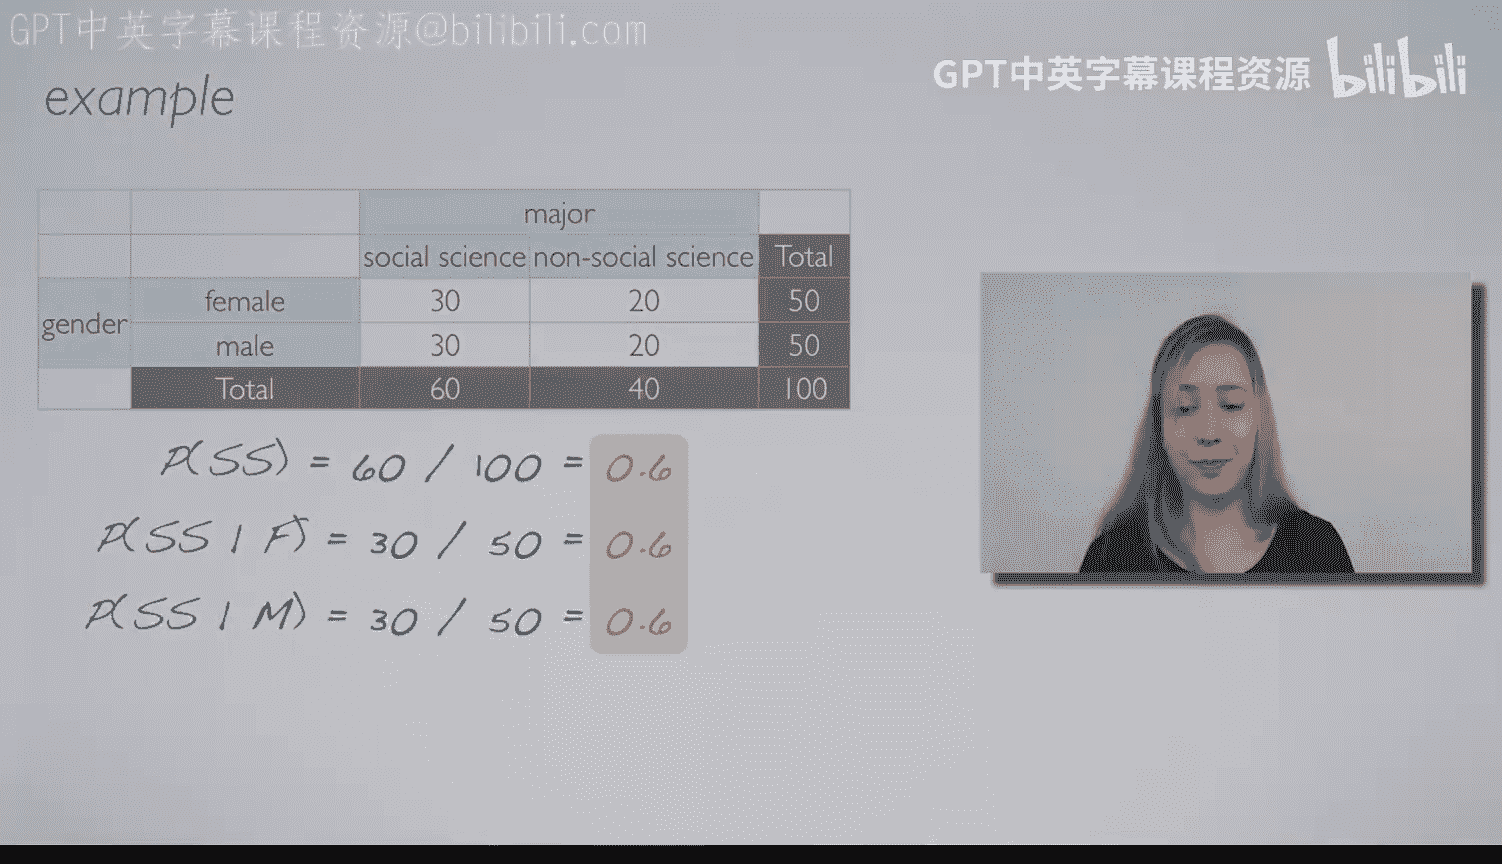 GPT中英字幕课程资源@bilibili.com
GPT中英字幕课程资源 bilibili
example
major
social science non-social science Total
gender
female 30 20 50
male 30 20 50
Total 60 40 100
P(SS) = 60 / 100 = 0.6
P(SS | F) = 30 / 50 = 0.6
P(SS | M) = 30 / 50 = 0.6